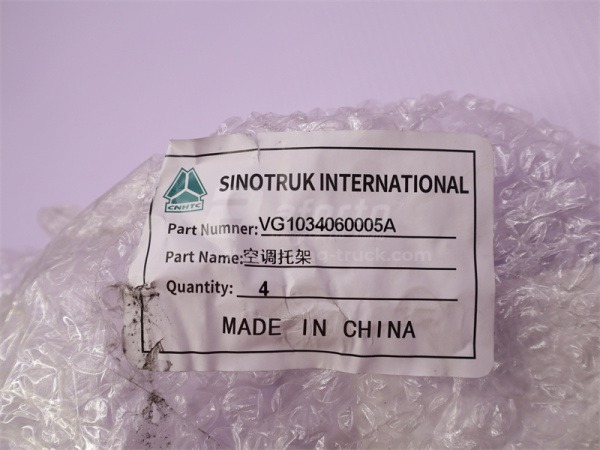 SINOTRUK INTERNATIONAL
CNHTC
Part Numner: VG1034060005A
Part Name: 空调托架
Quantity: 4
MADE IN CHINA